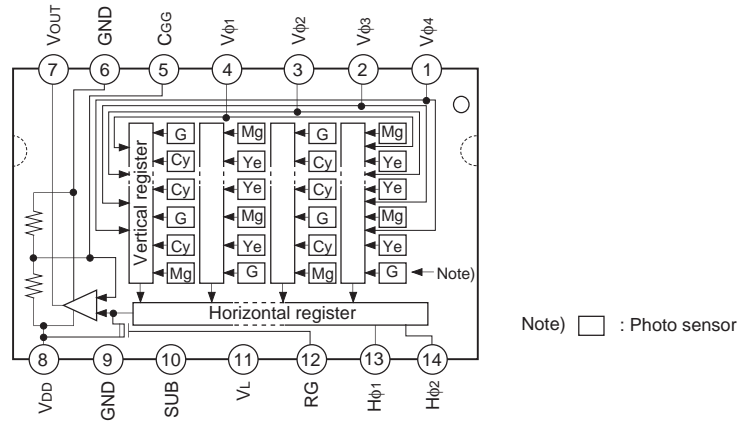 VOUT GND CGG Vφ1 Vφ2 Vφ3 Vφ4
7 6 5 4 3 2 1
Vertical register
G Mg G Mg
Cy Ye Cy Ye
Cy Ye Cy Ye
G Mg G Mg
Cy Ye Cy Ye
Mg G Mg G Note)
Horizontal register
Note) : Photo sensor
8 9 10 11 12 13 14
VDD GND SUB VL RG Hφ1 Hφ2